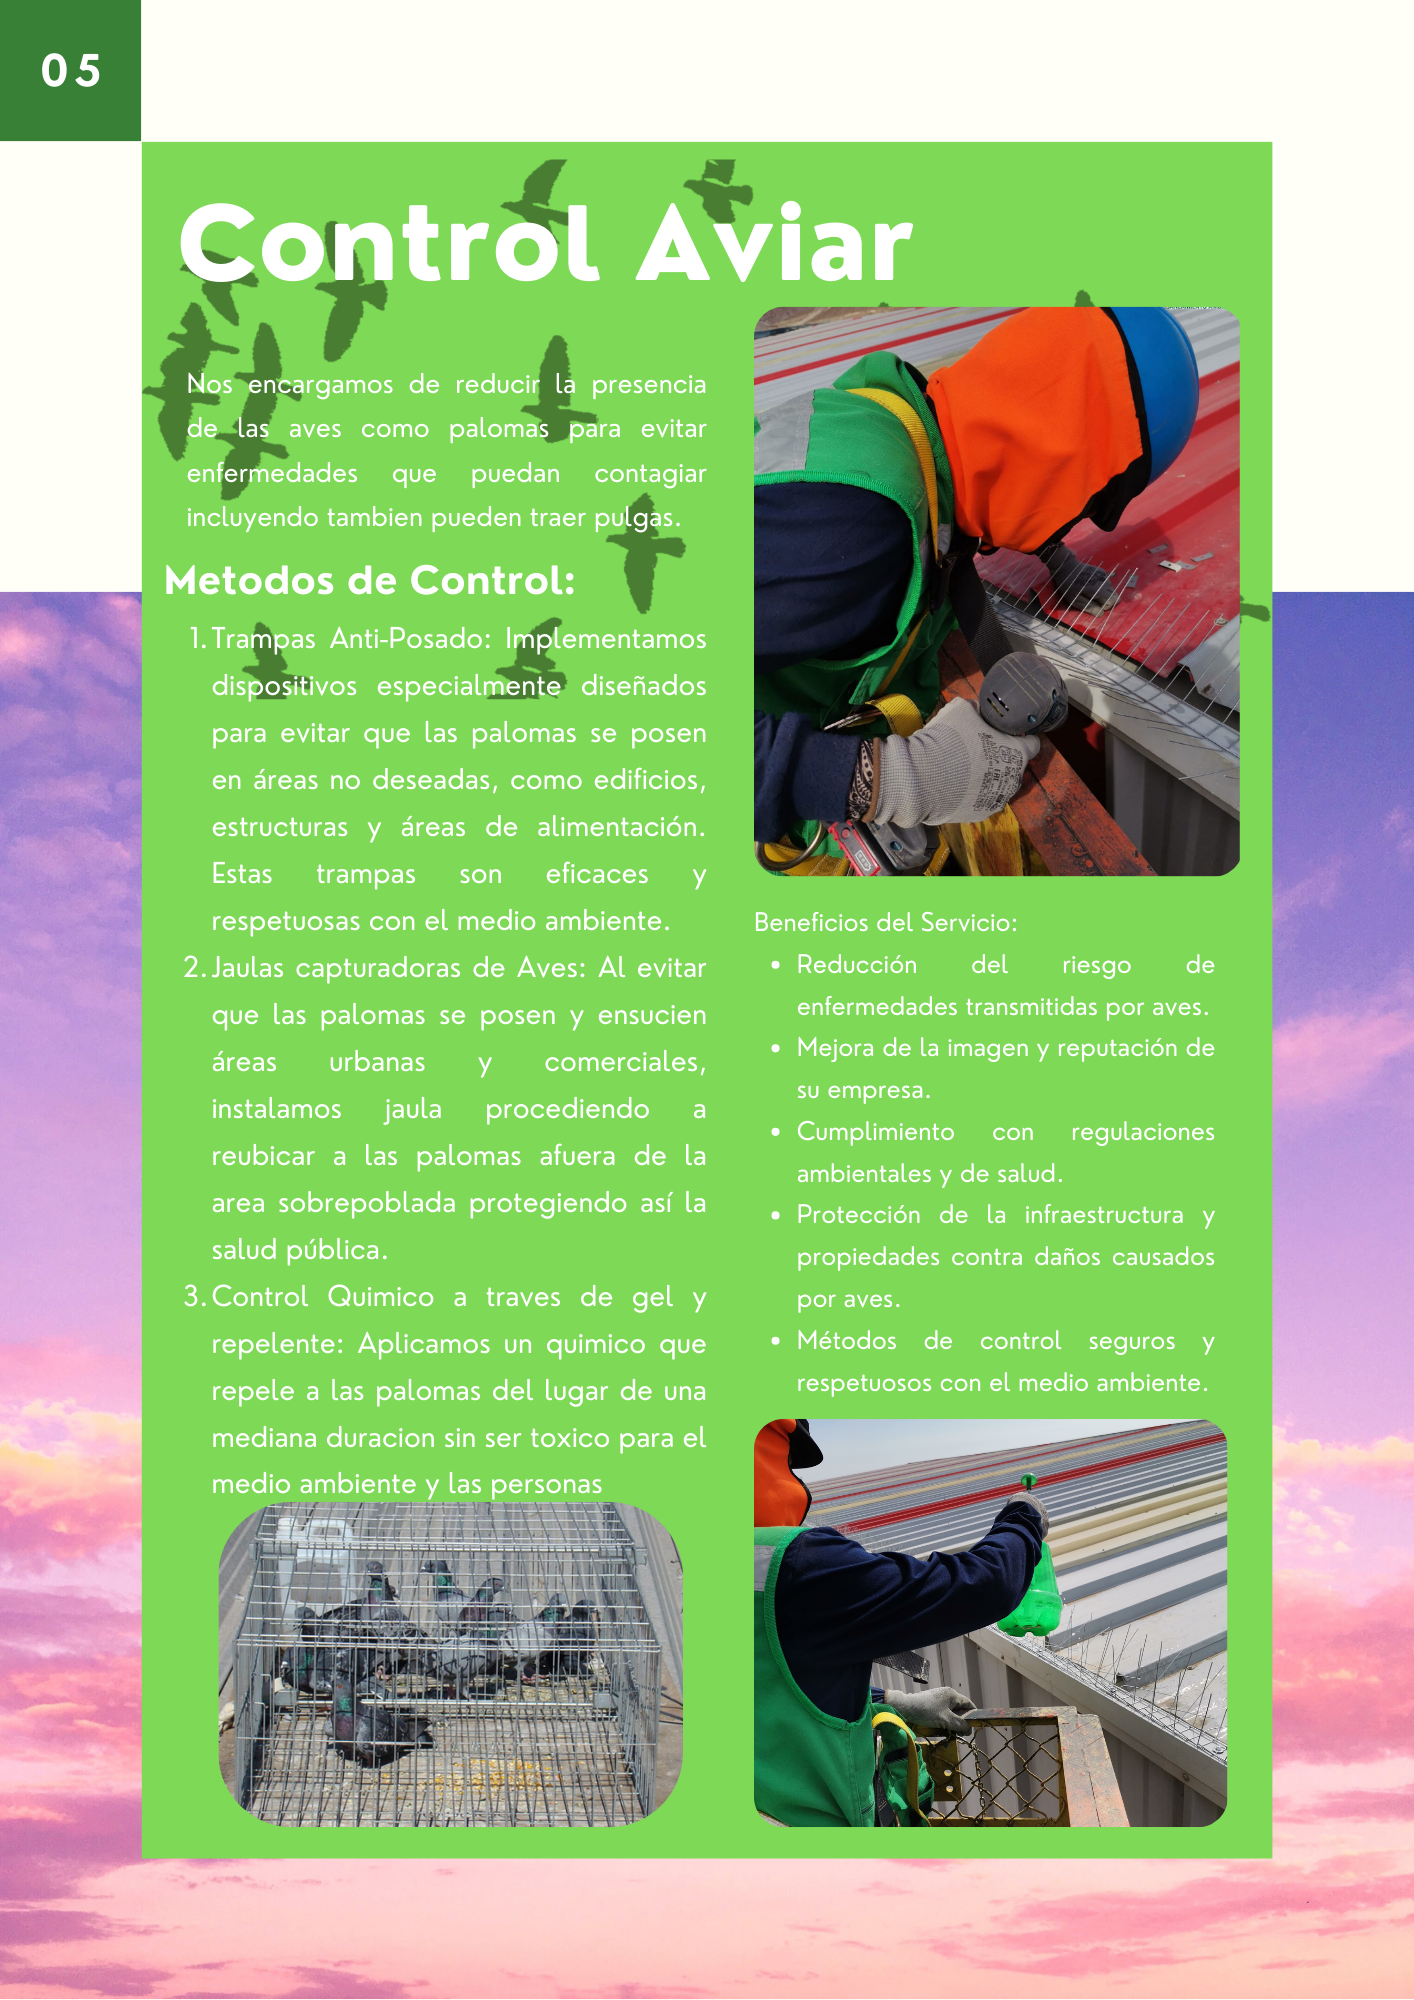 05
Control Aviar
Nos encargamos de reducir la presencia
de las aves como palomas para evitar
enfermedades que puedan contagiar
incluyendo tambien pueden traer pulgas.
Metodos de Control:
1. Trampas Anti-Posado: Implementamos
dispositivos especialmente diseñados
para evitar que las palomas se posen
en áreas no deseadas, como edificios,
estructuras y áreas de alimentación.
Estas trampas son eficaces y
respetuosas con el medio ambiente.
2. Jaulas capturadoras de Aves: Al evitar
que las palomas se posen y ensucien
áreas urbanas y comerciales,
instalamos jaula procediendo a
reubicar a las palomas afuera de la
area sobrepoblada protegiendo así la
salud pública.
3. Control Quimico a traves de gel y
repelente: Aplicamos un quimico que
repele a las palomas del lugar de una
mediana duracion sin ser toxico para el
medio ambiente y las personas
Beneficios del Servicio:
• Reducción del riesgo de
enfermedades transmitidas por aves.
• Mejora de la imagen y reputación de
su empresa.
• Cumplimiento con regulaciones
ambientales y de salud.
• Protección de la infraestructura y
propiedades contra daños causados
por aves.
• Métodos de control seguros y
respetuosos con el medio ambiente.